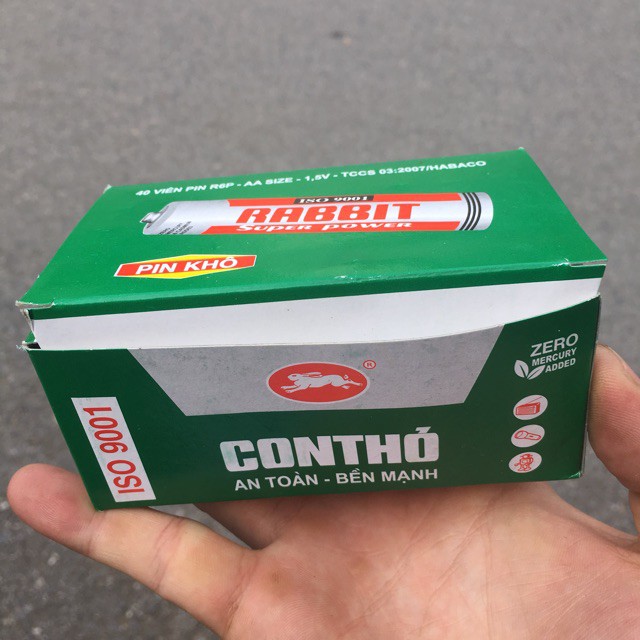 40 VIÊN PIN R6P - AA SIZE - 1,5V - TCCS 03:2007/HABACO
ISO 9001
RABBIT
Super power
PIN KHÔ
®
ZERO
MERCURY
ADDED
ISO 9001
CONTHỎ
AN TOÀN - BỀN MẠNH